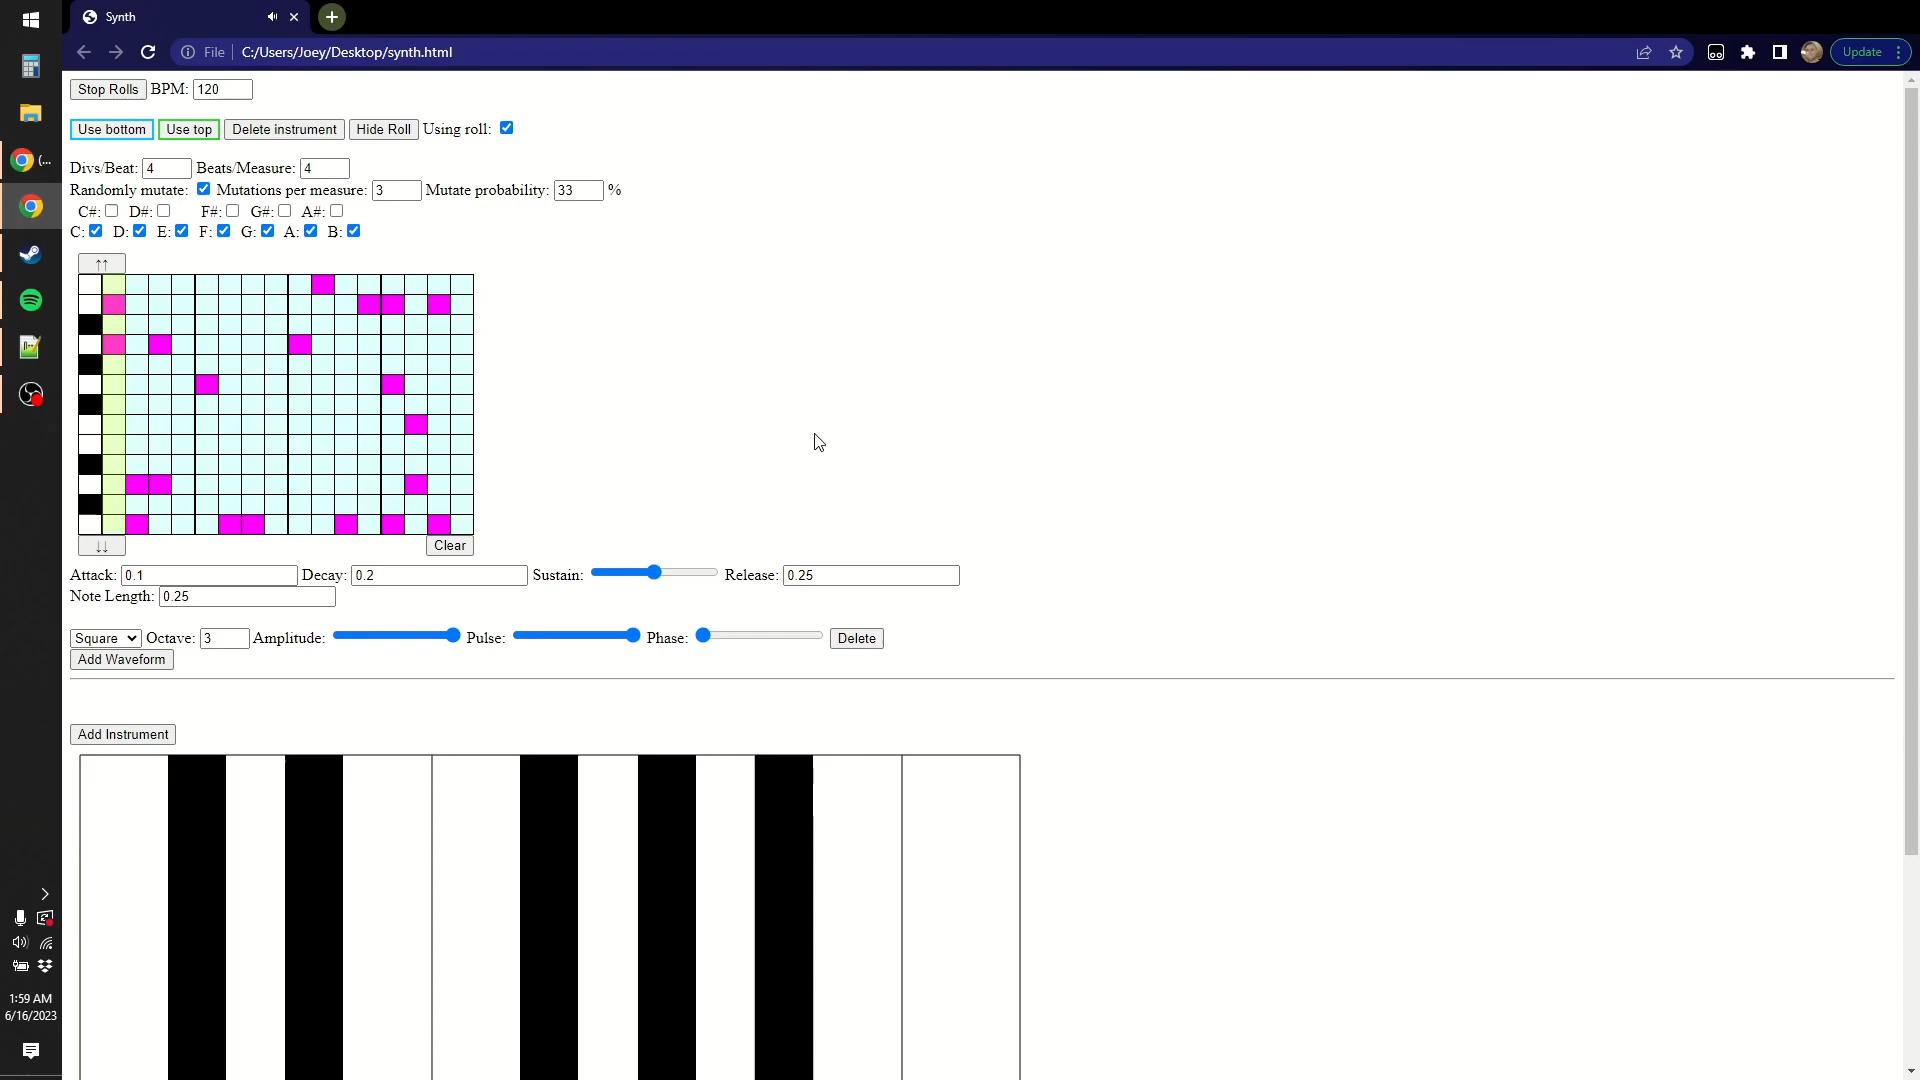 Synth
File C:/Users/Joey/Desktop/synth.html Update
Stop Rolls BPM: 120
Use bottom Use top Delete instrument Hide Roll Using roll:
Divs/Beat: 4 Beats/Measure: 4
Randomly mutate: Mutations per measure: 3 Mutate probability: 33 %
C#: D#: F#: G#: A#:
C: D: E: F: G: A: B:
↑↑
↓↓ Clear
Attack: 0.1 Decay: 0.2 Sustain: Release: 0.25
Note Length: 0.25
Square Octave: 3 Amplitude: Pulse: Phase: Delete
Add Waveform
Add Instrument
(...
1:59 AM
6/16/2023